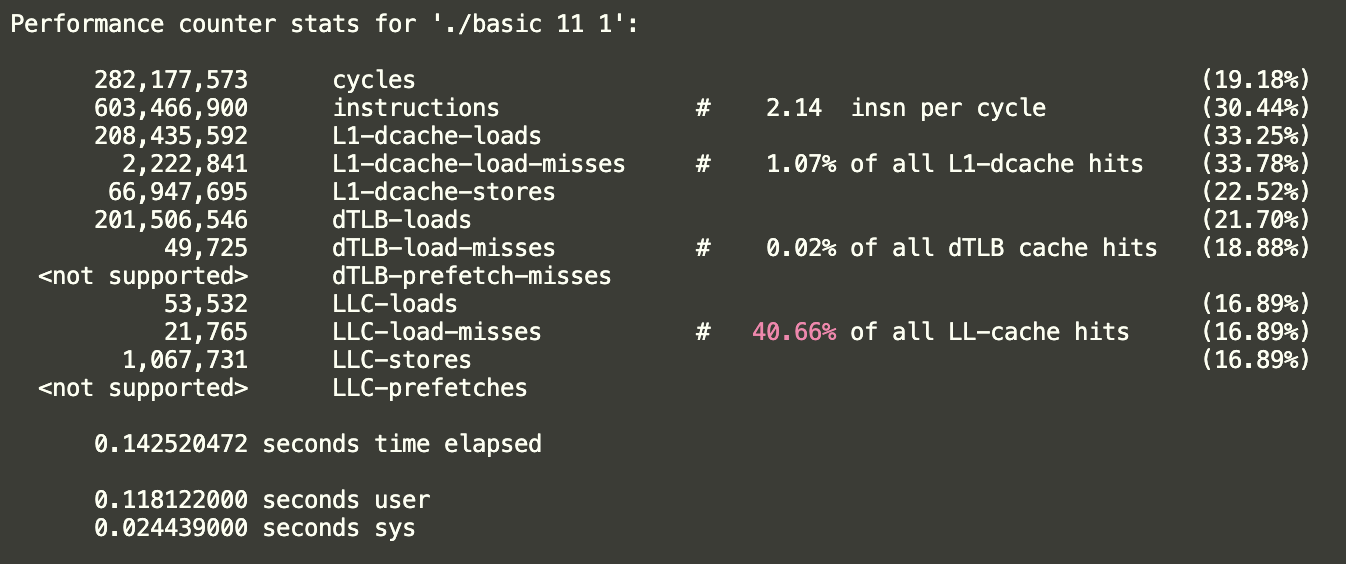 Performance counter stats for './basic 11 1':
282,177,573 cycles (19.18%)
603,466,900 instructions # 2.14 insn per cycle (30.44%)
208,435,592 L1-dcache-loads (33.25%)
2,222,841 L1-dcache-load-misses # 1.07% of all L1-dcache hits (33.78%)
66,947,695 L1-dcache-stores (22.52%)
201,506,546 dTLB-loads (21.70%)
49,725 dTLB-load-misses # 0.02% of all dTLB cache hits (18.88%)
<not supported> dTLB-prefetch-misses
53,532 LLC-loads (16.89%)
21,765 LLC-load-misses # 40.66% of all LL-cache hits (16.89%)
1,067,731 LLC-stores (16.89%)
<not supported> LLC-prefetches
0.142520472 seconds time elapsed
0.118122000 seconds user
0.024439000 seconds sys